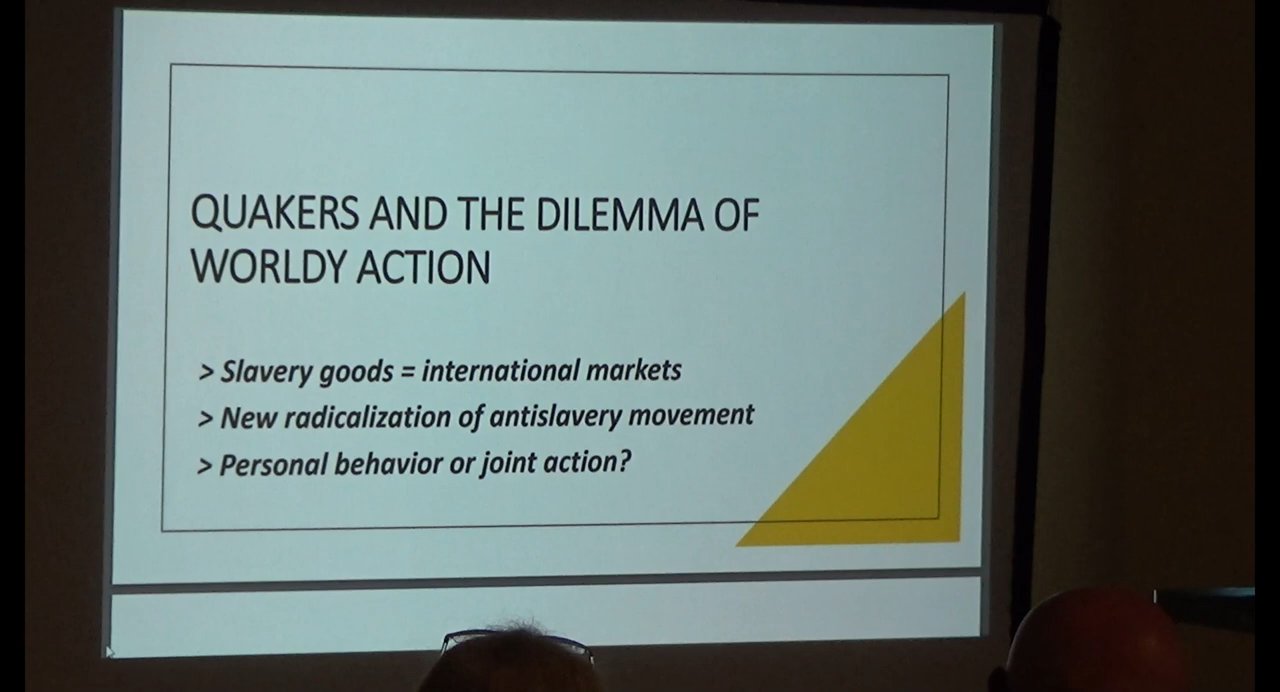 QUAKERS AND THE DILEMMA OF
WORLDY ACTION
> Slavery goods = international markets
> New radicalization of antislavery movement
> Personal behavior or joint action?